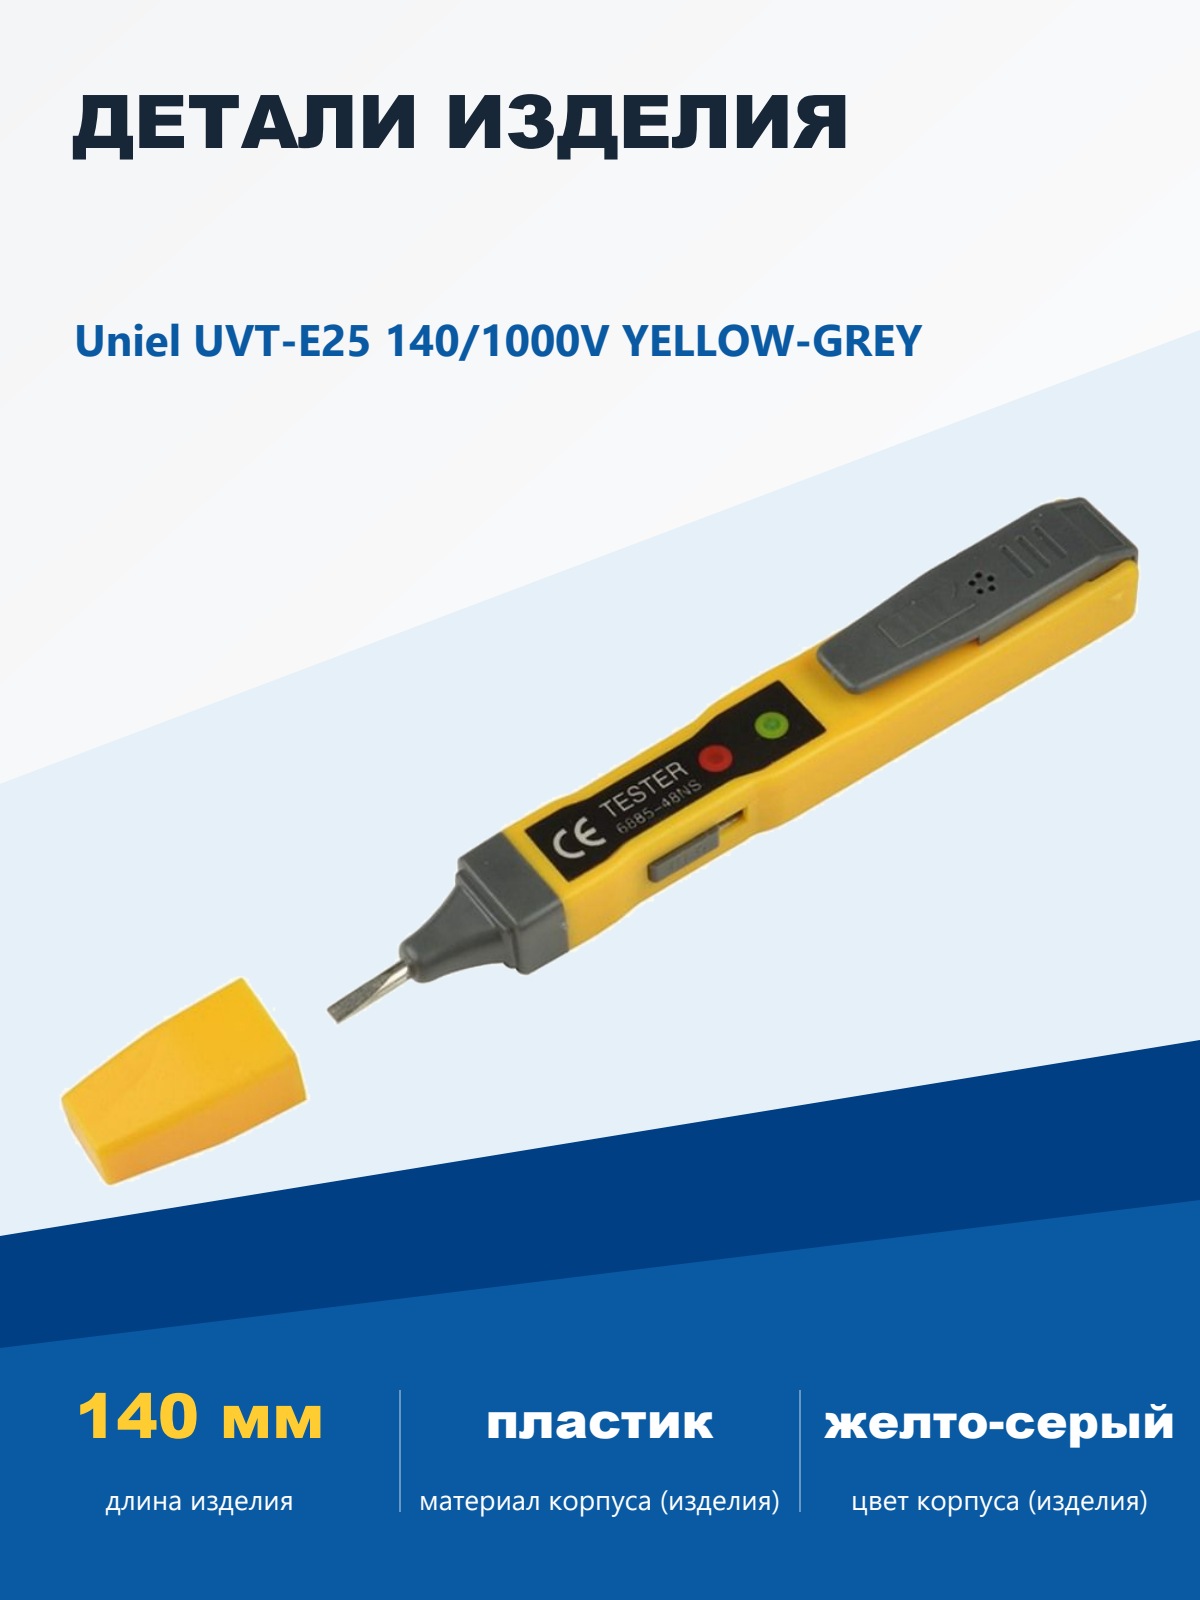 ДЕТАЛИ ИЗДЕЛИЯ
Uniel UVT-E25 140/1000V YELLOW-GREY
CE TESTER
6885-48NS
140 мм
длина изделия
пластик
материал корпуса (изделия)
желто-серый
цвет корпуса (изделия)